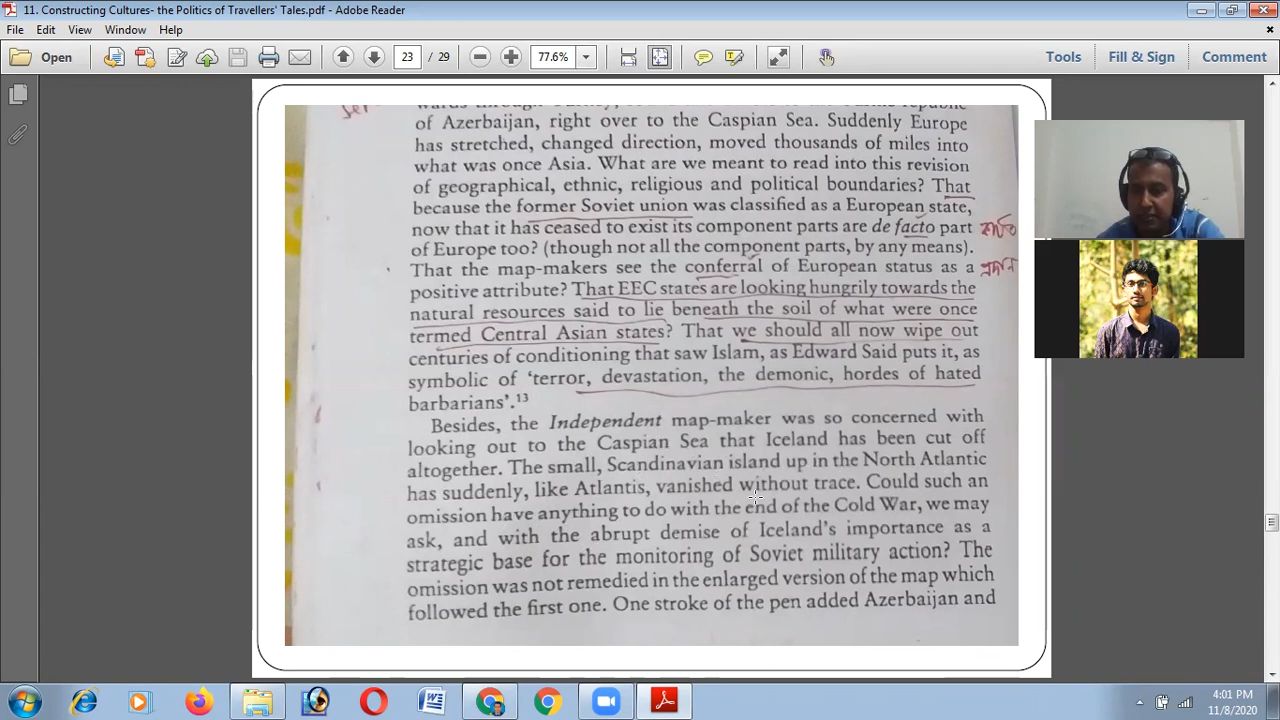 11. Constructing Cultures- the Politics of Travellers' Tales.pdf - Adobe Reader
File Edit View Window Help
Open 23 / 29 77.6% Tools Fill & Sign Comment
of Azerbaijan, right over to the Caspian Sea. Suddenly Europe
has stretched, changed direction, moved thousands of miles into
what was once Asia. What are we meant to read into this revision
of geographical, ethnic, religious and political boundaries? That
because the former Soviet union was classified as a European state,
now that it has ceased to exist its component parts are de facto part
of Europe too? (though not all the component parts, by any means).
That the map-makers see the conferral of European status as a
positive attribute? That EEC states are looking hungrily towards the
natural resources said to lie beneath the soil of what were once
termed Central Asian states? That we should all now wipe out
centuries of conditioning that saw Islam, as Edward Said puts it, as
symbolic of 'terror, devastation, the demonic, hordes of hated
barbarians'.13
Besides, the Independent map-maker was so concerned with
looking out to the Caspian Sea that Iceland has been cut off
altogether. The small, Scandinavian island up in the North Atlantic
has suddenly, like Atlantis, vanished without trace. Could such an
omission have anything to do with the end of the Cold War, we may
ask, and with the abrupt demise of Iceland's importance as a
strategic base for the monitoring of Soviet military action? The
omission was not remedied in the enlarged version of the map which
followed the first one. One stroke of the pen added Azerbaijan and
4:01 PM
11/8/2020